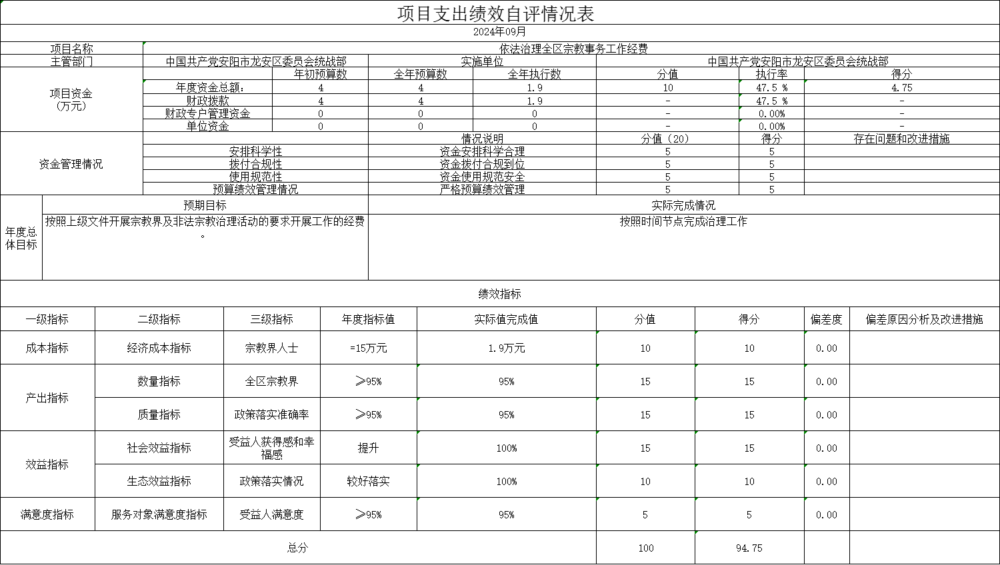 项目支出绩效自评情况表
2024年09月
项目名称 依法治理全区宗教事务工作经费
主管部门 中国共产党安阳市龙安区委员会统战部 实施单位 中国共产党安阳市龙安区委员会统战部
项目资金
(万元)
年初预算数 全年预算数 全年执行数 分值 执行率 得分
年度资金总额: 4 4 1.9 10 47.5 % 4.75
财政拨款 4 4 1.9 - 47.5 % -
财政专户管理资金 0 0 0 - 0.00% -
单位资金 0 0 0 - 0.00% -
资金管理情况
情况说明 分值（20） 得分 存在问题和改进措施
安排科学性 资金安排科学合理 5 5
拨付合规性 资金拨付合规到位 5 5
使用规范性 资金使用规范安全 5 5
预算绩效管理情况 严格预算绩效管理 5 5
年度总
体目标
预期目标 实际完成情况
按照上级文件开展宗教界及非法宗教治理活动的要求开展工作的经费
。
按照时间节点完成治理工作
绩效指标
一级指标 二级指标 三级指标 年度指标值 实际值完成值 分值 得分 偏差度 偏差原因分析及改进措施
成本指标 经济成本指标 宗教界人士 =15万元 1.9万元 10 10 0.00
产出指标
数量指标 全区宗教界 ≥95% 95% 15 15 0.00
质量指标 政策落实准确率 ≥95% 95% 15 15 0.00
效益指标
社会效益指标 受益人获得感和幸
福感 提升 100% 15 15 0.00
生态效益指标 政策落实情况 较好落实 100% 10 10 0.00
满意度指标 服务对象满意度指标 受益人满意度 ≥95% 95% 5 5 0.00
总分 100 94.75